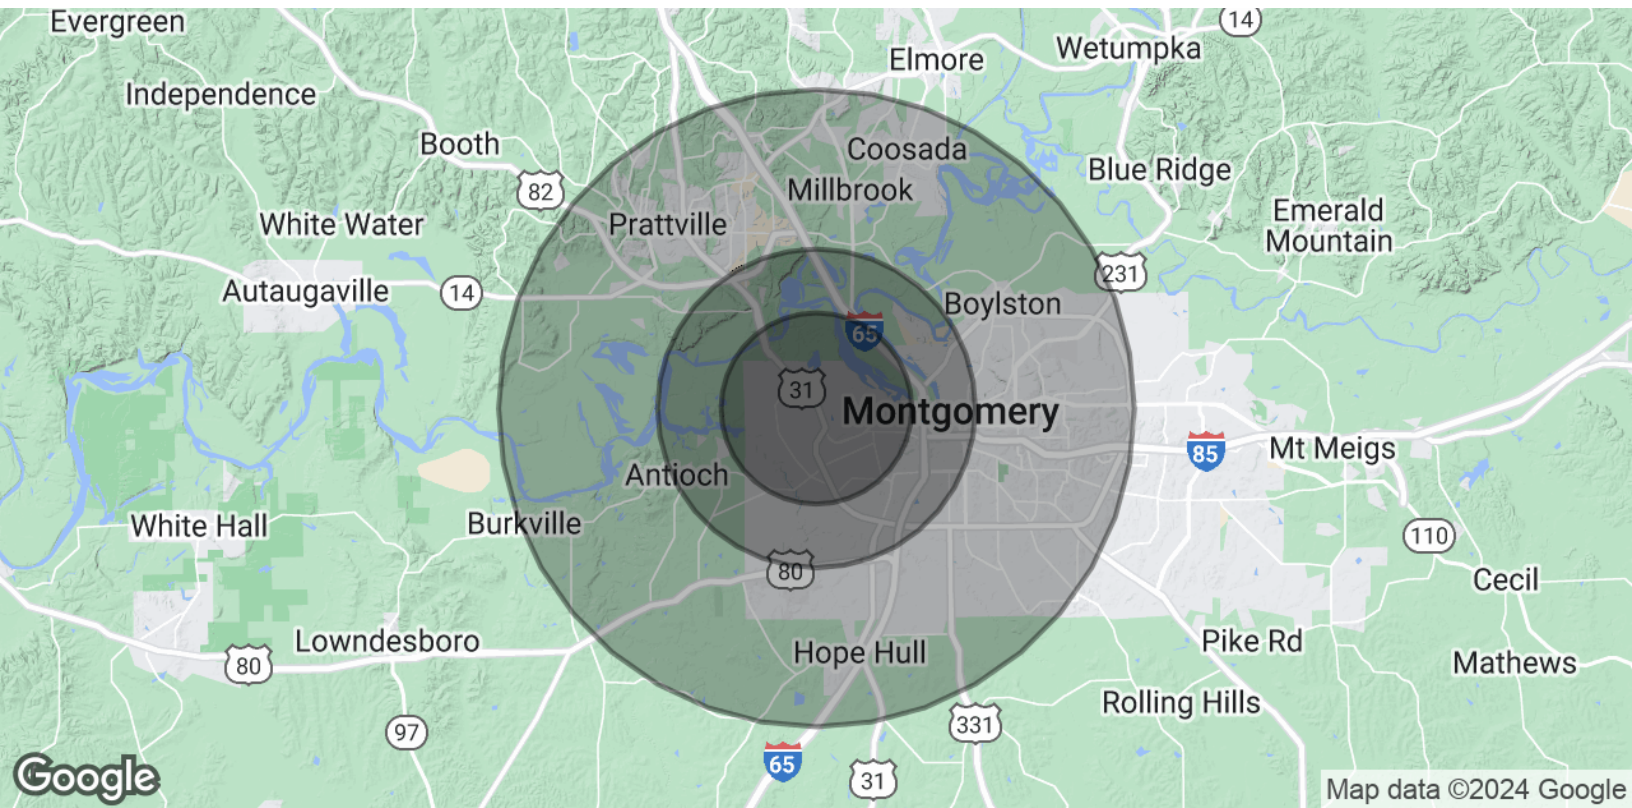 Evergreen
14
Wetumpka
Elmore
Independence
Booth
Coosada
Blue Ridge
82
Millbrook
White Water
Prattville
Emerald
Mountain
231
Autaugaville
14
Boylston
65
31
Montgomery
85
Mt Meigs
Antioch
White Hall
Burkville
110
80
Cecil
Lowndesboro
Hope Hull
Pike Rd
80
Mathews
Rolling Hills
97
331
65
31
Google
Map data ©2024 Google